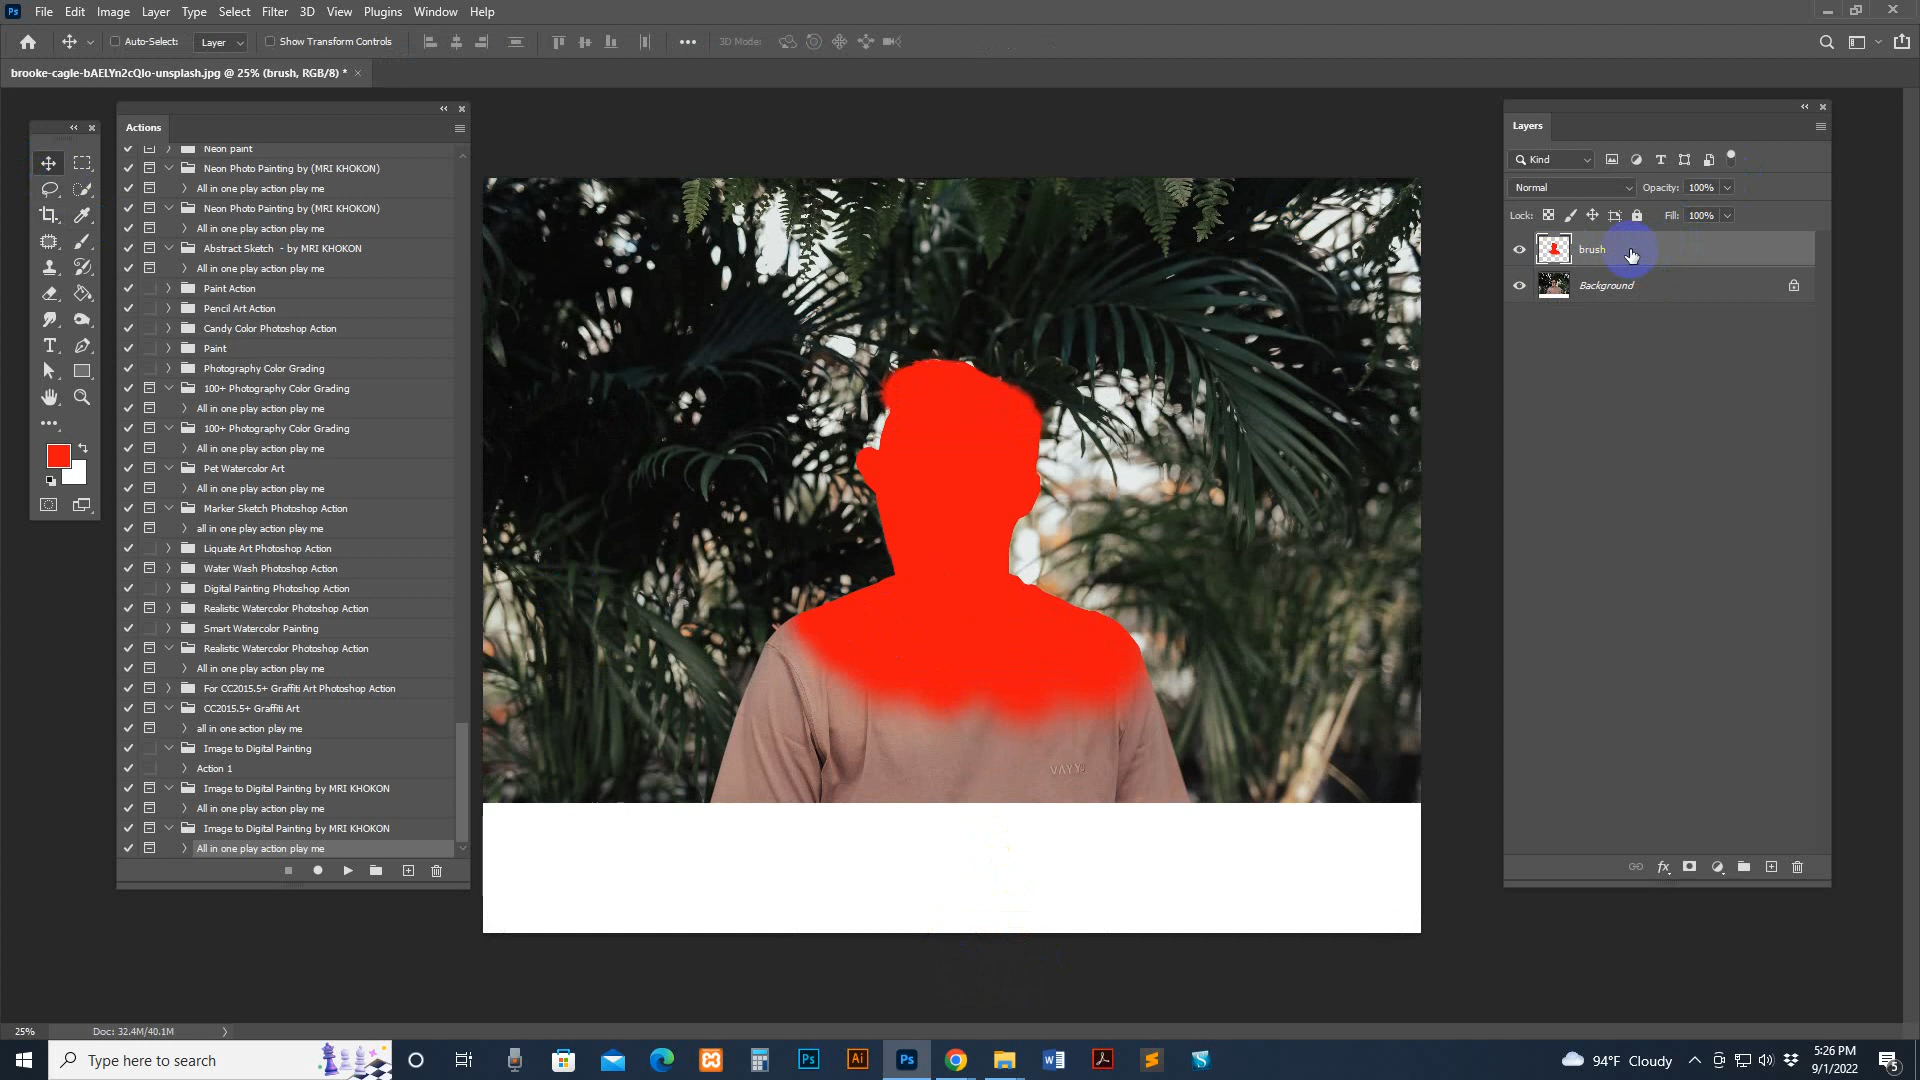 Ps File Edit Image Layer Type Select Filter 3D View Plugins Window Help
Auto-Select: Layer Show Transform Controls 3D Mode:
brooke-cagle-bAELYn2cQIo-unsplash.jpg @ 25% (brush, RGB/8) *
Actions
Neon paint
Neon Photo Painting by (MRI KHOKON)
All in one play action play me
Neon Photo Painting by (MRI KHOKON)
All in one play action play me
Abstract Sketch - by MRI KHOKON
All in one play action play me
Paint Action
Pencil Art Action
Candy Color Photoshop Action
Paint
Photography Color Grading
100+ Photography Color Grading
All in one play action play me
100+ Photography Color Grading
All in one play action play me
Pet Watercolor Art
All in one play action play me
Marker Sketch Photoshop Action
all in one play action play me
Liquate Art Photoshop Action
Water Wash Photoshop Action
Digital Painting Photoshop Action
Realistic Watercolor Photoshop Action
Smart Watercolor Painting
Realistic Watercolor Photoshop Action
All in one play action play me
For CC2015.5+ Graffiti Art Photoshop Action
CC2015.5+ Graffiti Art
all in one action play me
Image to Digital Painting
Action 1
Image to Digital Painting by MRI KHOKON
All in one play action play me
Image to Digital Painting by MRI KHOKON
All in one play action play me
Layers
Kind
Normal Opacity: 100%
Lock: Fill: 100%
brush
Background
25% Doc: 32.4M/40.1M
Type here to search
Ps Ai Ps
94°F Cloudy
5:26 PM
9/1/2022
5